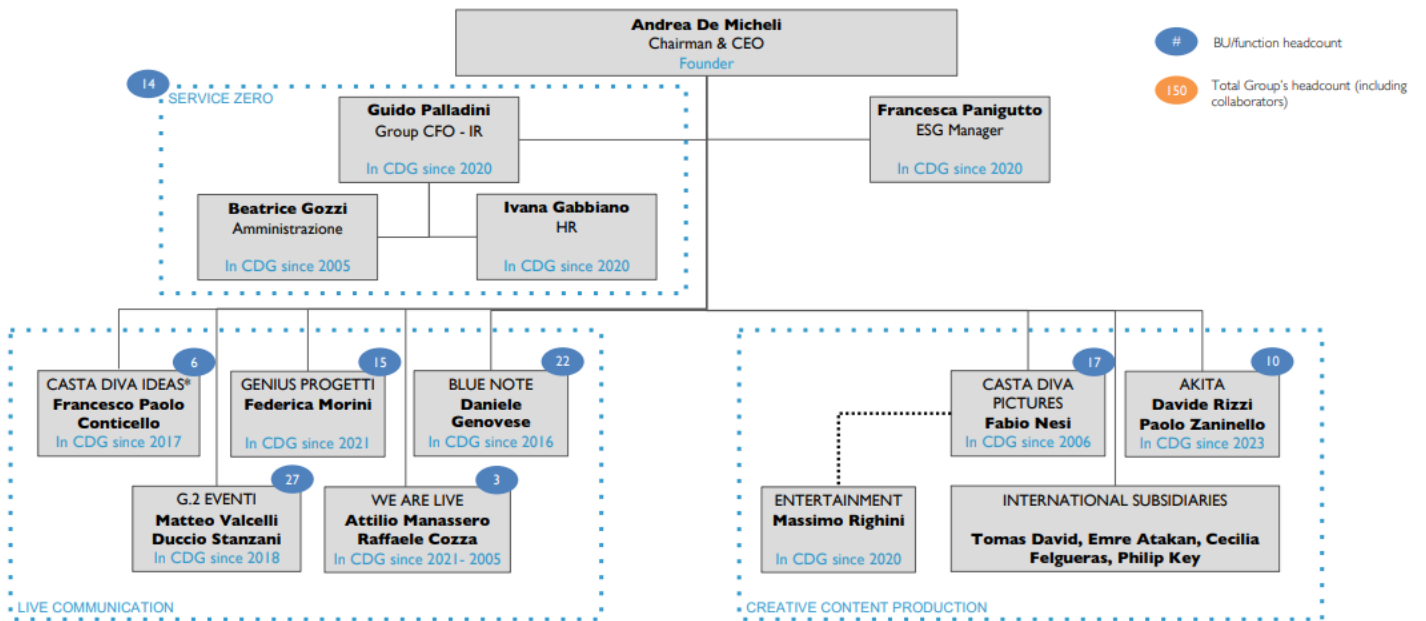 Andrea De Micheli
Chairman & CEO
Founder
#
BU/function headcount
150
Total Group's headcount (including
collaborators)
14
SERVICE ZERO
Guido Palladini
Group CFO - IR
In CDG since 2020
Francesca Panigutto
ESG Manager
In CDG since 2020
Beatrice Gozzi
Amministrazione
In CDG since 2005
Ivana Gabbiano
HR
In CDG since 2020
6
CASTA DIVA IDEAS*
Francesco Paolo
Conticello
In CDG since 2017
15
GENIUS PROGETTI
Federica Morini
In CDG since 2021
22
BLUE NOTE
Daniele
Genovese
In CDG since 2016
27
G.2 EVENTI
Matteo Valcelli
Duccio Stanzani
In CDG since 2018
3
WE ARE LIVE
Attilio Manassero
Raffaele Cozza
In CDG since 2021- 2005
LIVE COMMUNICATION
17
CASTA DIVA
PICTURES
Fabio Nesi
In CDG since 2006
10
AKITA
Davide Rizzi
Paolo Zaninello
In CDG since 2023
ENTERTAINMENT
Massimo Righini
In CDG since 2020
INTERNATIONAL SUBSIDIARIES
Tomas David, Emre Atakan, Cecilia
Felgueras, Philip Key
CREATIVE CONTENT PRODUCTION